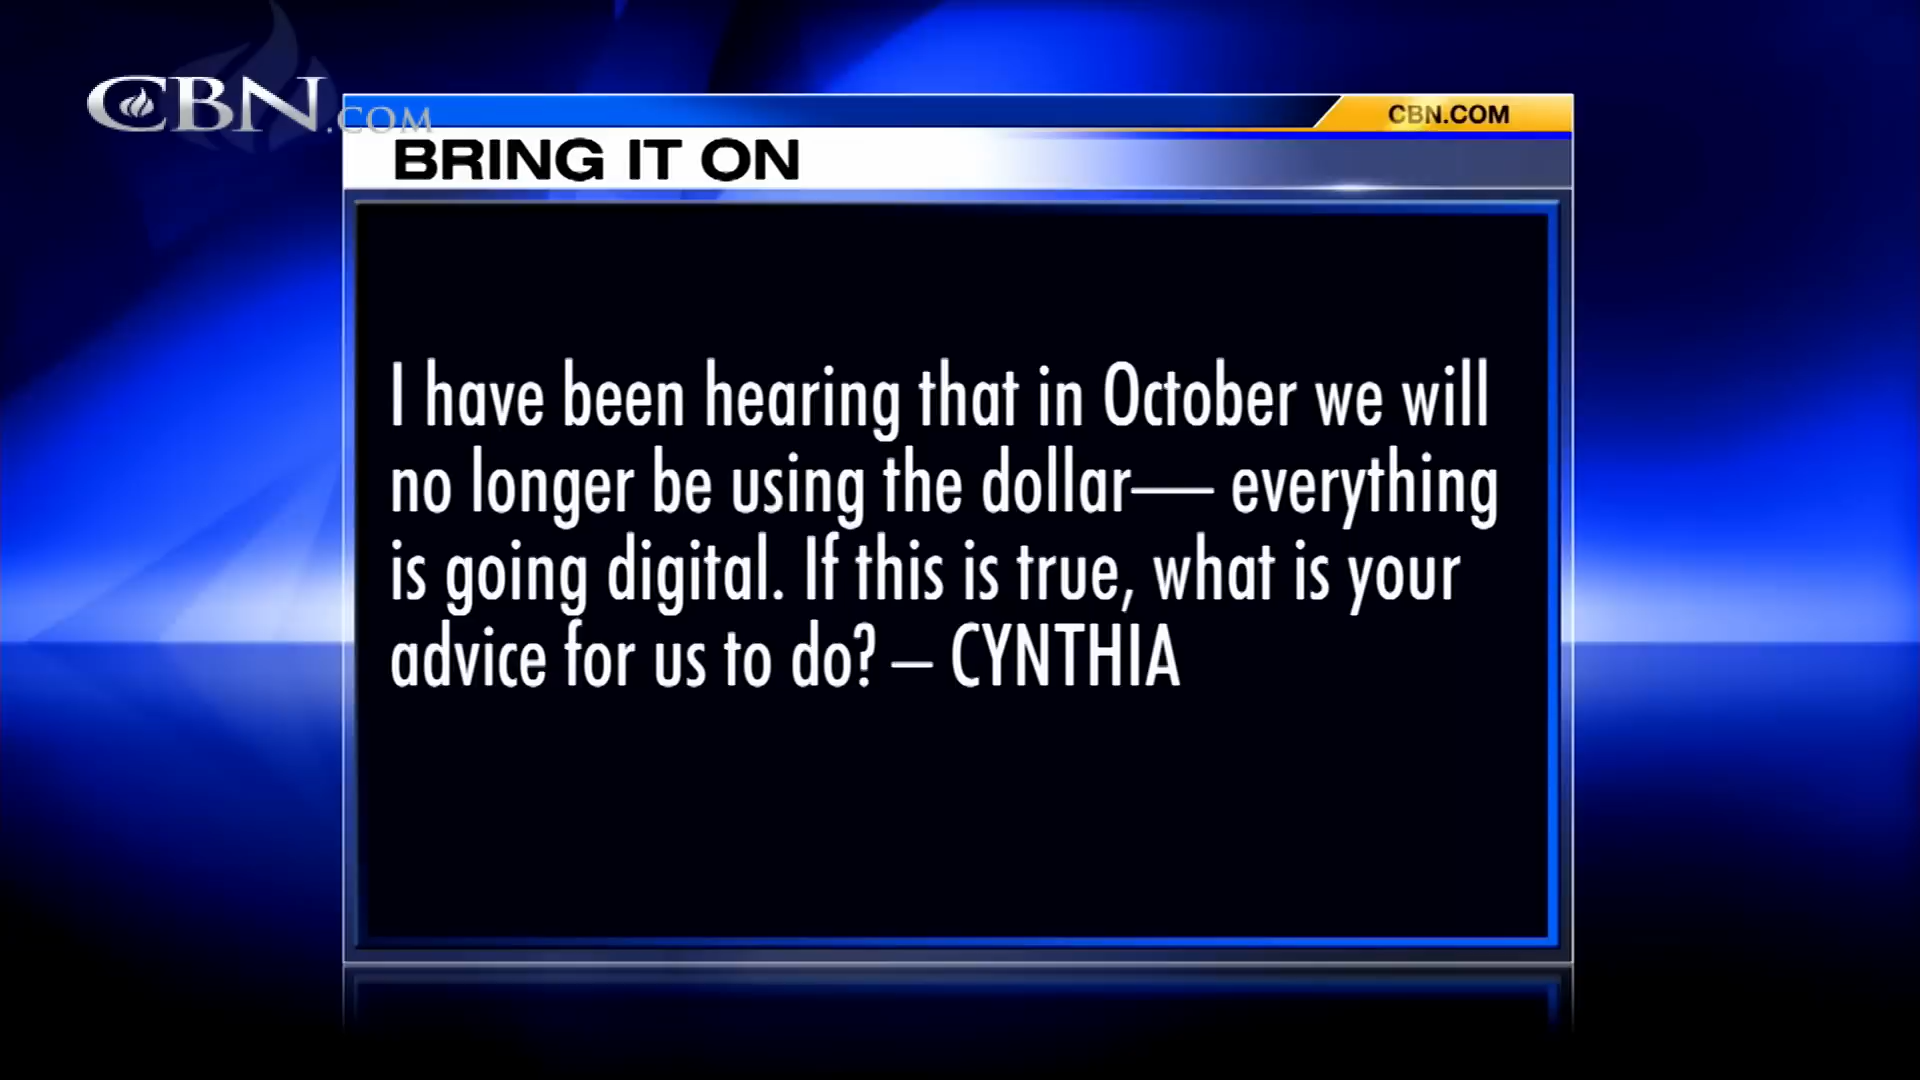 CBN.COM
CBN.COM
BRING IT ON
I have been hearing that in October we will
no longer be using the dollar— everything
is going digital. If this is true, what is your
advice for us to do? – CYNTHIA